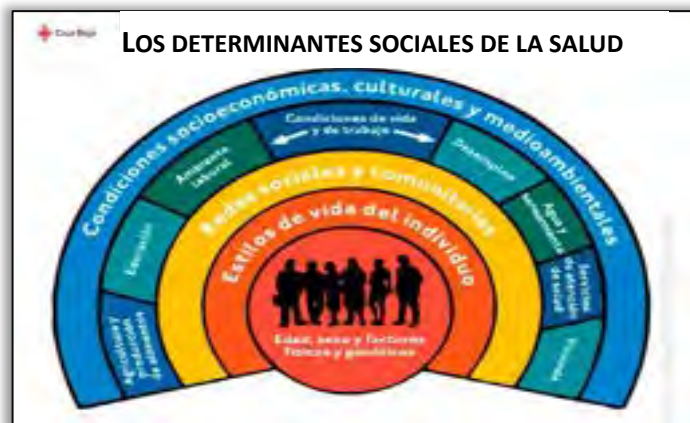 Cruz Roja
LOS DETERMINANTES SOCIALES DE LA SALUD
Condiciones socioeconómicas, culturales y medioambientales
Condiciones de vida
y de trabajo
Ambiente
laboral
Desempleo
Educación
Agua y
saneamiento
Servicios
de atención
de salud
Agricultura y
producción
de alimentos
Vivienda
Redes sociales y comunitarias
Estilos de vida del individuo
Edad, sexo y factores
físicos y genéticos